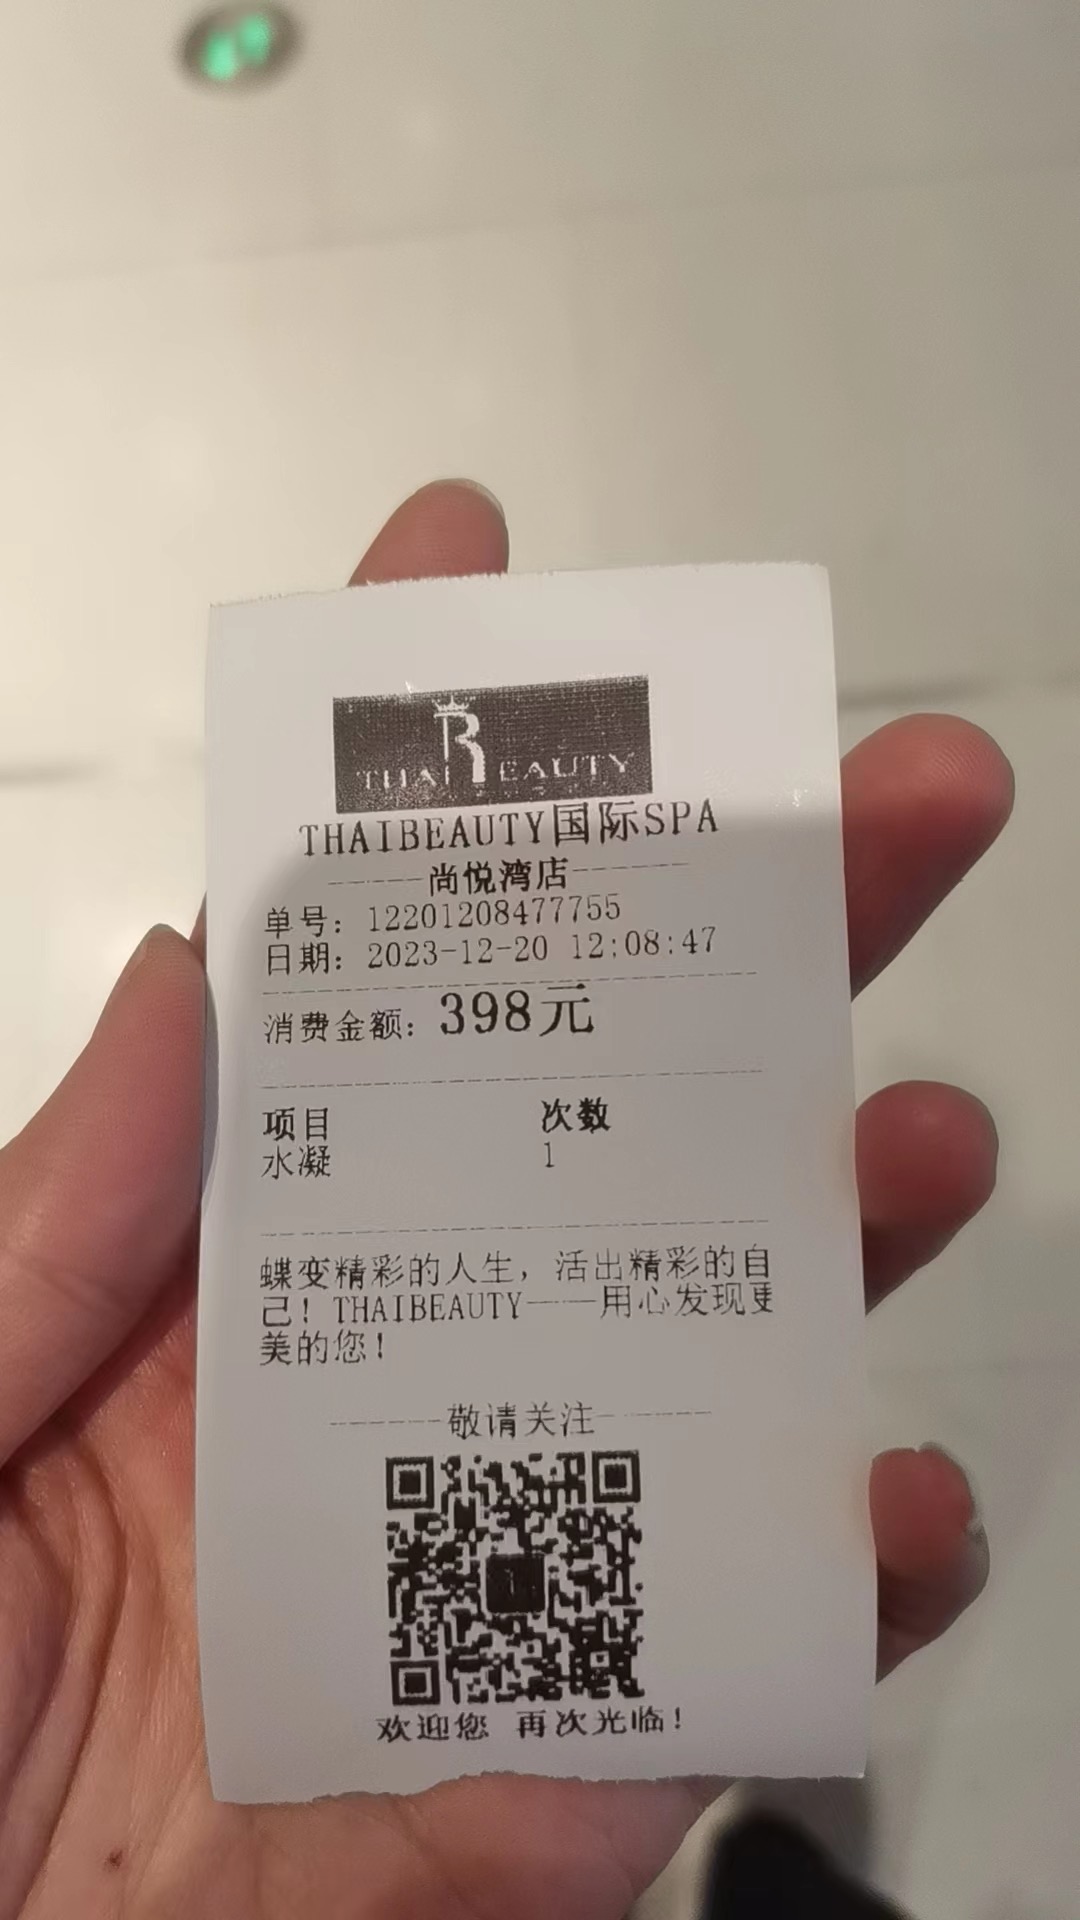 THAI BEAUTY
THAIBEAUTY国际SPA
尚悦湾店
单号：12201208477755
日期：2023-12-20 12:08:47
消费金额：398元
项目 次数
水凝 1
蝶变精彩的人生，活出精彩的自
己！THAIBEAUTY——用心发现更
美的您！
敬请关注
欢迎您 再次光临！